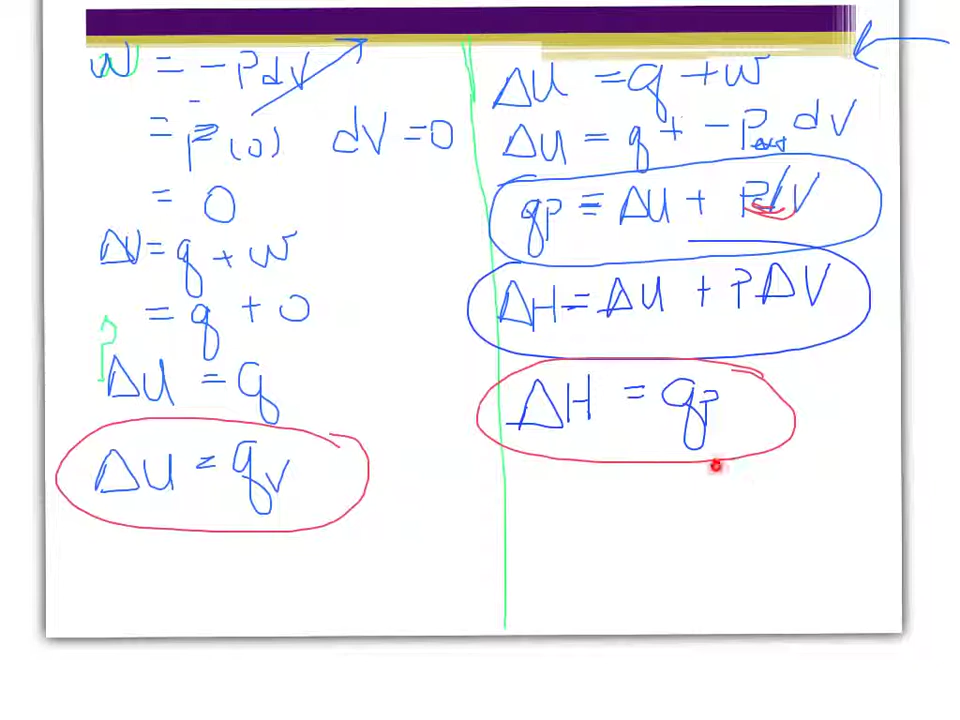 w = - PdV
= - P(0) dV = 0
= 0
ΔU = q + w
= q + 0
ΔU = q
ΔU = qv
ΔU = q + w
ΔU = q + - Pext dV
qp ≡ ΔU + PdV
ΔH = ΔU + PΔV
ΔH = qp